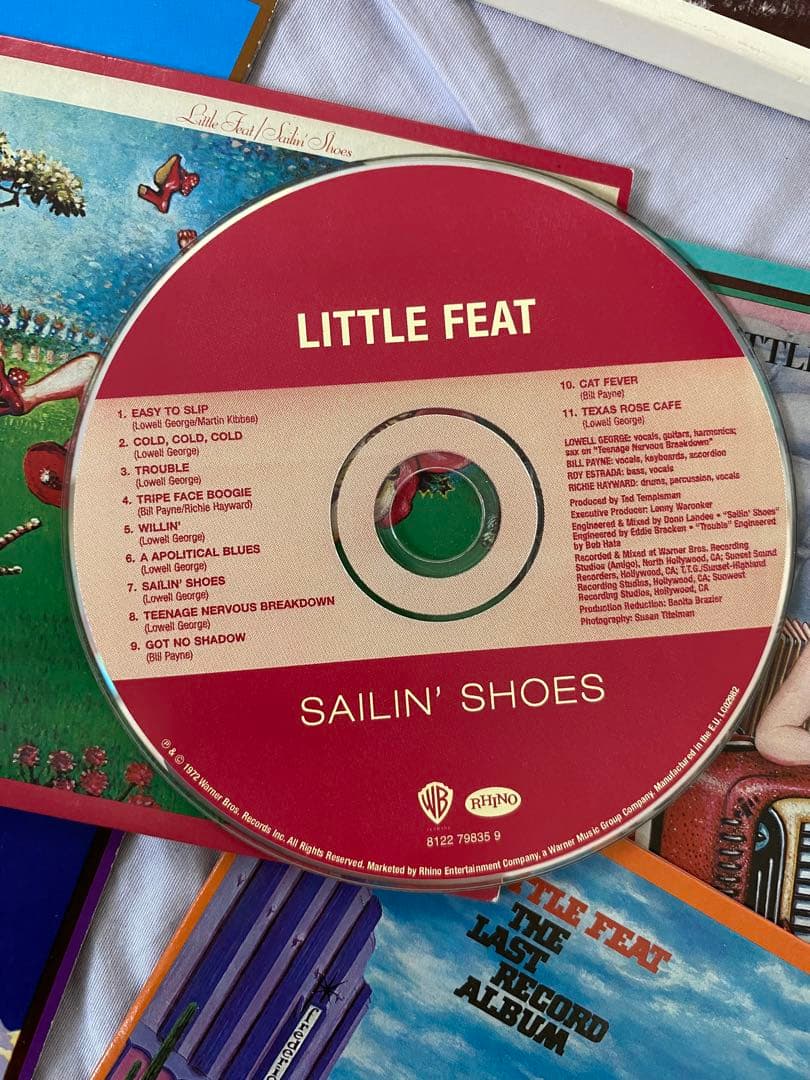 Little Feat/Sailin' Shoes
LITTLE FEAT
1. EASY TO SLIP
(Lowell George/Martin Kibbee)
2. COLD, COLD, COLD
(Lowell George)
3. TROUBLE
(Lowell George)
4. TRIPE FACE BOOGIE
(Bill Payne/Richie Hayward)
5. WILLIN'
(Lowell George)
6. A APOLITICAL BLUES
(Lowell George)
7. SAILIN' SHOES
(Lowell George)
8. TEENAGE NERVOUS BREAKDOWN
(Lowell George)
9. GOT NO SHADOW
(Bill Payne)
10. CAT FEVER
(Bill Payne)
11. TEXAS ROSE CAFE
(Lowell George)
LOWELL GEORGE: vocals, guitars, harmonica;
sax on "Teenage Nervous Breakdown"
BILL PAYNE: vocals, keyboards, accordion
ROY ESTRADA: bass, vocals
RICHIE HAYWARD: drums, percussion, vocals
Produced by Ted Templeman
Executive Producer: Lenny Waronker
Engineered & Mixed by Donn Landee • "Sailin' Shoes"
Engineered by Eddie Bracken • "Trouble" Engineered
by Bob Hata
Recorded & Mixed at Warner Bros. Recording
Studios (Amigo), North Hollywood, CA; Sunset Sound
Recorders, Hollywood, CA; T.T.G./Sunset-Highland
Recording Studios, Hollywood, CA; Sunwest
Recording Studios, Hollywood, CA
Production Reduction: Benita Brazier
Photography: Susan Titelman
SAILIN' SHOES
WB
RHINO
8122 79835 9
℗ & © 1972 Warner Bros. Records Inc. All Rights Reserved. Marketed by Rhino Entertainment Company, a Warner Music Group Company. Manufactured in the E.U. LC02982
TTLE FEAT
THE
LAST
RECORD
ALBUM